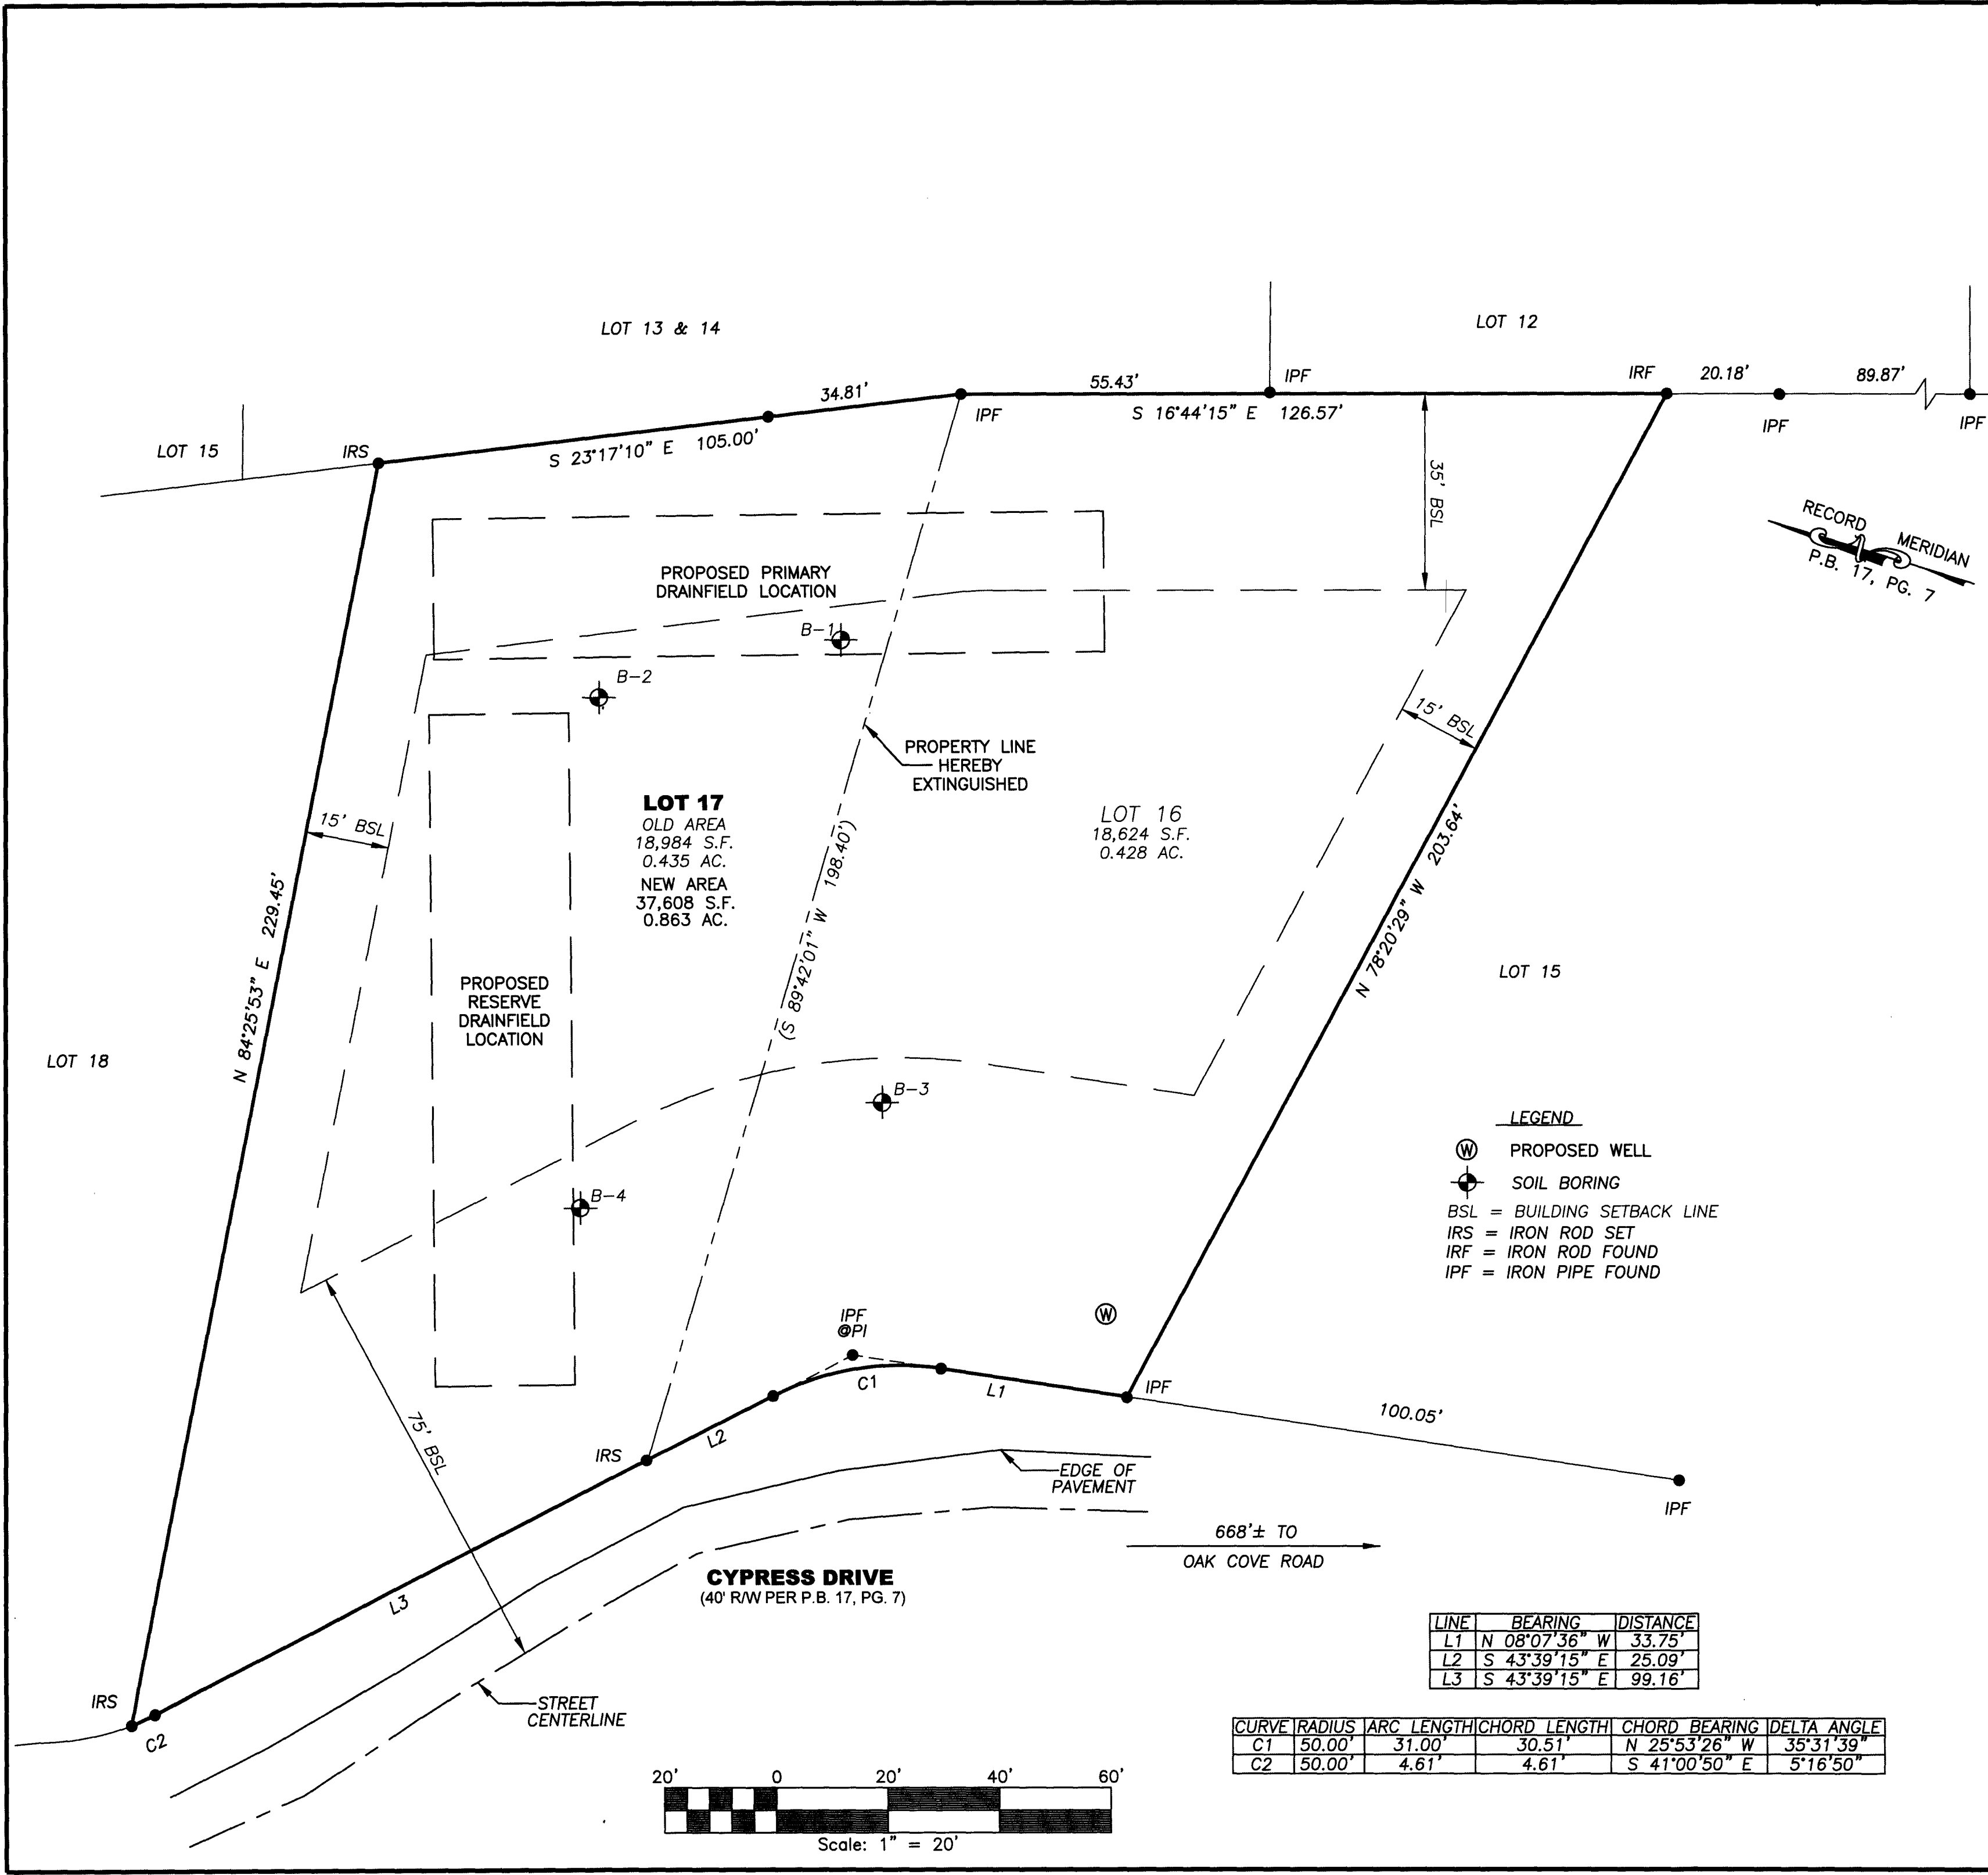 LOT 13 & 14
LOT 12
LOT 15
IRS
34.81'
S 23°17'10" E 105.00'
IPF
55.43'
IPF
S 16°44'15" E 126.57'
IRF
20.18'
IPF
89.87'
IPF
35' BSL
RECORD MERIDIAN
P.B. 17, PG. 7
PROPOSED PRIMARY
DRAINFIELD LOCATION
B-1
B-2
15' BSL
PROPERTY LINE
HEREBY
EXTINGUISHED
LOT 17
OLD AREA
18,984 S.F.
0.435 AC.
NEW AREA
37,608 S.F.
0.863 AC.
LOT 16
18,624 S.F.
0.428 AC.
15' BSL
N 84°25'53" E 229.45'
(S 89°42'01" W 198.40')
N 78°20'29" W 203.64'
LOT 15
PROPOSED
RESERVE
DRAINFIELD
LOCATION
LOT 18
B-3
B-4
LEGEND
W PROPOSED WELL
SOIL BORING
BSL = BUILDING SETBACK LINE
IRS = IRON ROD SET
IRF = IRON ROD FOUND
IPF = IRON PIPE FOUND
W
IPF
@PI
C1
L1
IPF
100.05'
IPF
75' BSL
IRS
L2
EDGE OF
PAVEMENT
668'± TO
OAK COVE ROAD
CYPRESS DRIVE
(40' R/W PER P.B. 17, PG. 7)
L3
IRS
C2
STREET
CENTERLINE
LINE BEARING DISTANCE
L1 N 08°07'36" W 33.75'
L2 S 43°39'15" E 25.09'
L3 S 43°39'15" E 99.16'
CURVE RADIUS ARC LENGTH CHORD LENGTH CHORD BEARING DELTA ANGLE
C1 50.00' 31.00' 30.51' N 25°53'26" W 35°31'39"
C2 50.00' 4.61' 4.61' S 41°00'50" E 5°16'50"
20' 0 20' 40' 60'
Scale: 1" = 20'